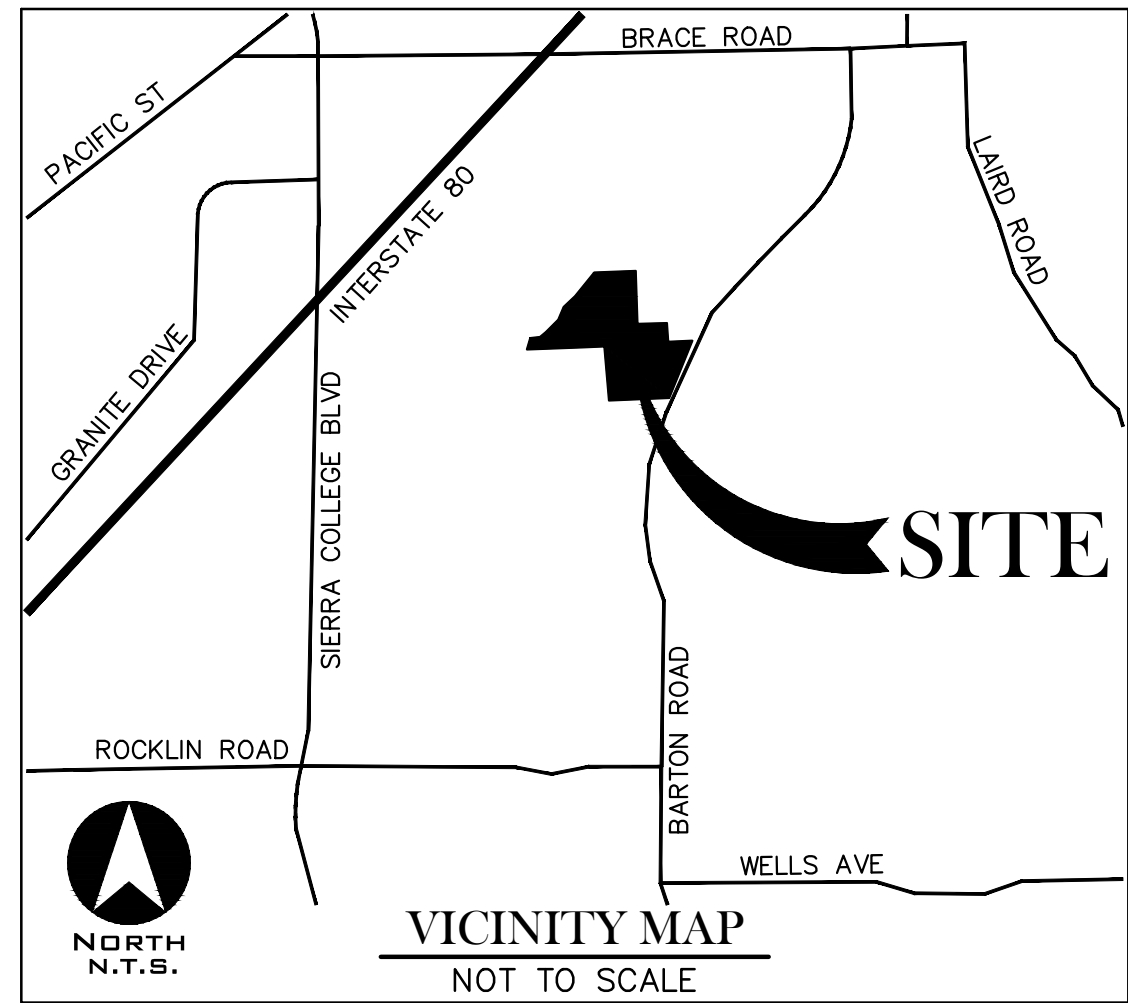 BRACE ROAD
PACIFIC ST
LAIRD ROAD
INTERSTATE 80
GRANITE DRIVE
SIERRA COLLEGE BLVD
SITE
BARTON ROAD
ROCKLIN ROAD
WELLS AVE
NORTH
N.T.S.
VICINITY MAP
NOT TO SCALE